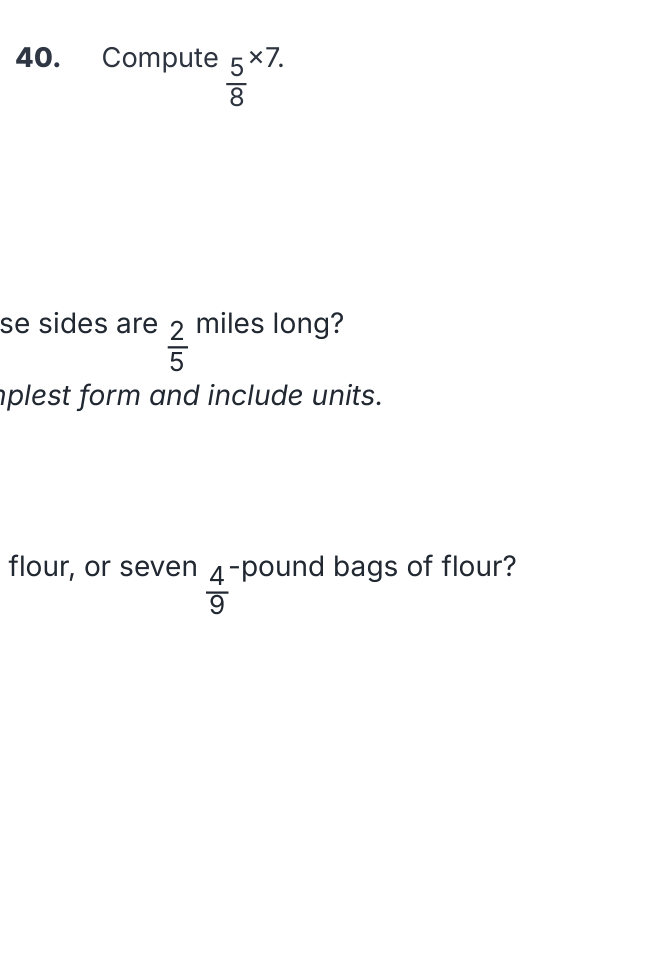 40. Compute 5/8 ×7.
se sides are 2/5 miles long?
mplest form and include units.
flour, or seven 4/9-pound bags of flour?